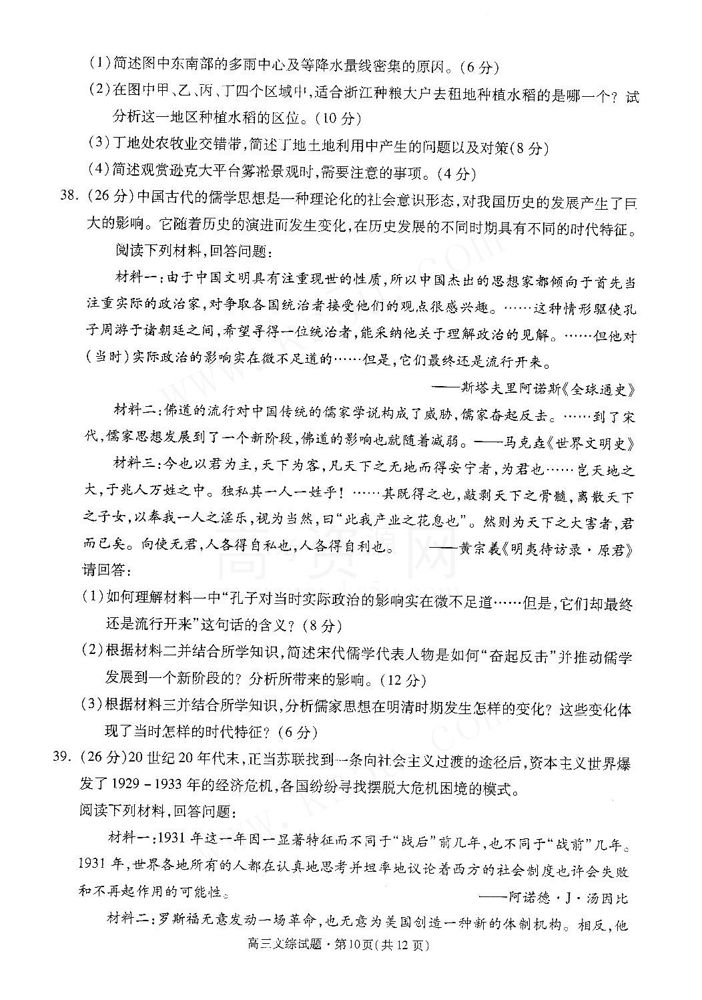 (1)简述图中东南部的多雨中心及等降水量线密集的原因。(6分)
(2)在图中甲、乙、丙、丁四个区域中,适合浙江种粮大户去租地种植水稻的是哪一个？试
分析这一地区种植水稻的区位。(10分)
(3)丁地处农牧业交错带,简述丁地土地利用中产生的问题以及对策(8分)
(4)简述观赏逊克大平台雾凇景观时,需要注意的事项。(4分)
38.(26分)中国古代的儒学思想是一种理论化的社会意识形态,对我国历史的发展产生了巨
大的影响。它随着历史的演进而发生变化,在历史发展的不同时期具有不同的时代特征。
阅读下列材料,回答问题:
材料一:由于中国文明具有注重现世的性质,所以中国杰出的思想家都倾向于首先当
注重实际的政治家,对争取各国统治者接受他们的观点很感兴趣。……这种情形驱使孔
子周游于诸朝廷之间,希望寻得一位统治者,能采纳他关于理解政治的见解。……但他对
(当时)实际政治的影响实在微不足道的……但是,它们最终还是流行开来。
——斯塔夫里阿诺斯《全球通史》
材料二:佛道的流行对中国传统的儒家学说构成了威胁,儒家奋起反击。……到了宋
代,儒家思想发展到了一个新阶段,佛道的影响也就随着减弱。——马克垚《世界文明史》
材料三:今也以君为主,天下为客,凡天下之无地而得安宁者,为君也……岂天地之
大,于兆人万姓之中。独私其一人一姓乎！……其既得之也,敲剥天下之骨髓,离散天下
之子女,以奉我一人之淫乐,视为当然,曰“此我产业之花息也”。然则为天下之大害者,君
而已矣。向使无君,人各得自私也,人各得自利也。——黄宗羲《明夷待访录·原君》
请回答:
(1)如何理解材料一中“孔子对当时实际政治的影响实在微不足道……但是,它们却最终
还是流行开来”这句话的含义？(8分)
(2)根据材料二并结合所学知识,简述宋代儒学代表人物是如何“奋起反击”并推动儒学
发展到一个新阶段的？分析所带来的影响。(12分)
(3)根据材料三并结合所学知识,分析儒家思想在明清时期发生怎样的变化？这些变化体
现了当时怎样的时代特征？(6分)
39.(26分)20世纪20年代末,正当苏联找到一条向社会主义过渡的途径后,资本主义世界爆
发了1929-1933年的经济危机,各国纷纷寻找摆脱大危机困境的模式。
阅读下列材料,回答问题:
材料一:1931年这一年因一显著特征而不同于“战后”前几年,也不同于“战前”几年。
1931年,世界各地所有的人都在认真地思考并坦率地议论着西方的社会制度也许会失败
和不再起作用的可能性。——阿诺德·J·汤因比
材料二:罗斯福无意发动一场革命,也无意为美国创造一种新的体制机构。相反,他
高三文综试题·第10页(共12页)